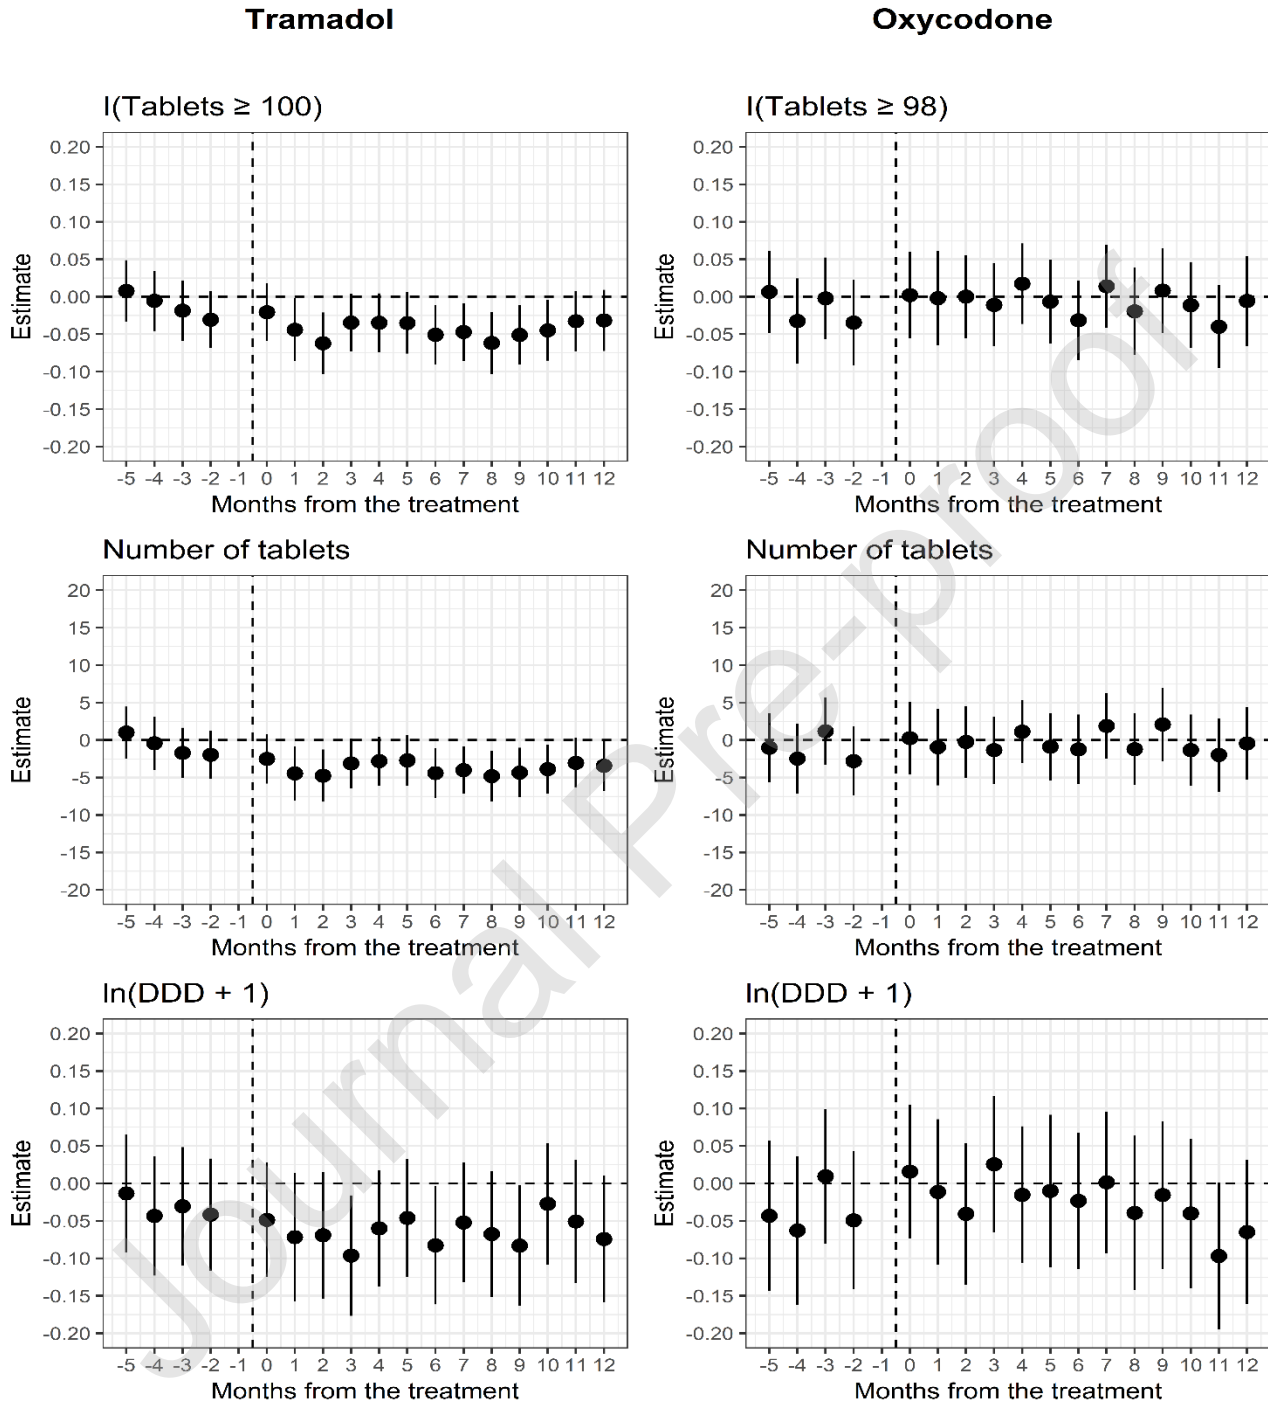 Tramadol
Oxycodone
I(Tablets ≥ 100)
Estimate
0.20
0.15
0.10
0.05
0.00
-0.05
-0.10
-0.15
-0.20
-5 -4 -3 -2 -1 0 1 2 3 4 5 6 7 8 9 10 11 12
Months from the treatment
I(Tablets ≥ 98)
Estimate
0.20
0.15
0.10
0.05
0.00
-0.05
-0.10
-0.15
-0.20
-5 -4 -3 -2 -1 0 1 2 3 4 5 6 7 8 9 10 11 12
Months from the treatment
Number of tablets
Estimate
20
15
10
5
0
-5
-10
-15
-20
-5 -4 -3 -2 -1 0 1 2 3 4 5 6 7 8 9 10 11 12
Months from the treatment
Number of tablets
Estimate
20
15
10
5
0
-5
-10
-15
-20
-5 -4 -3 -2 -1 0 1 2 3 4 5 6 7 8 9 10 11 12
Months from the treatment
ln(DDD + 1)
Estimate
0.20
0.15
0.10
0.05
0.00
-0.05
-0.10
-0.15
-0.20
-5 -4 -3 -2 -1 0 1 2 3 4 5 6 7 8 9 10 11 12
Months from the treatment
ln(DDD + 1)
Estimate
0.20
0.15
0.10
0.05
0.00
-0.05
-0.10
-0.15
-0.20
-5 -4 -3 -2 -1 0 1 2 3 4 5 6 7 8 9 10 11 12
Months from the treatment
Journal Pre-proof